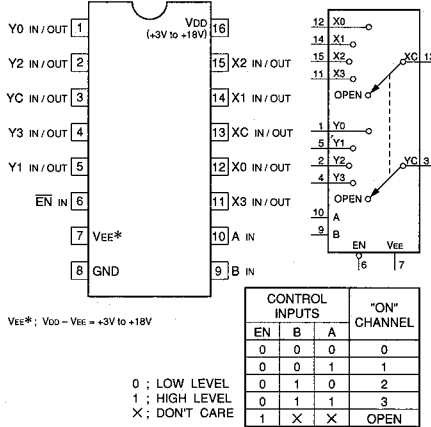 Y0 IN/OUT 1
VDD
(+3V to +18V)
16
Y2 IN/OUT 2
15 X2 IN/OUT
YC IN/OUT 3
14 X1 IN/OUT
Y3 IN/OUT 4
13 XC IN/OUT
Y1 IN/OUT 5
12 X0 IN/OUT
EN IN 6
11 X3 IN/OUT
7 VEE*
10 A IN
8 GND
9 B IN
VEE*; VDD – VEE = +3V to +18V
12 X0
14 X1
15 X2
XC 13
11 X3
OPEN
1 Y0
5 Y1
2 Y2
YC 3
4 Y3
OPEN
10 A
9 B
EN VEE
6 7
CONTROL INPUTS
"ON" CHANNEL
EN B A
0 0 0 0
0 0 1 1
0 1 0 2
0 1 1 3
1 X X OPEN
0 ; LOW LEVEL
1 ; HIGH LEVEL
X ; DON'T CARE